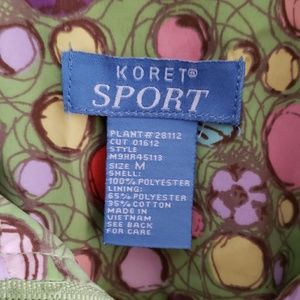 KORET®
SPORT
PLANT# 28112
CUT 01612
STYLE
M9HR45113
SIZE M
SHELL:
100% POLYESTER
LINING:
65% POLYESTER
35% COTTON
MADE IN
VIETNAM
SEE BACK
FOR CARE